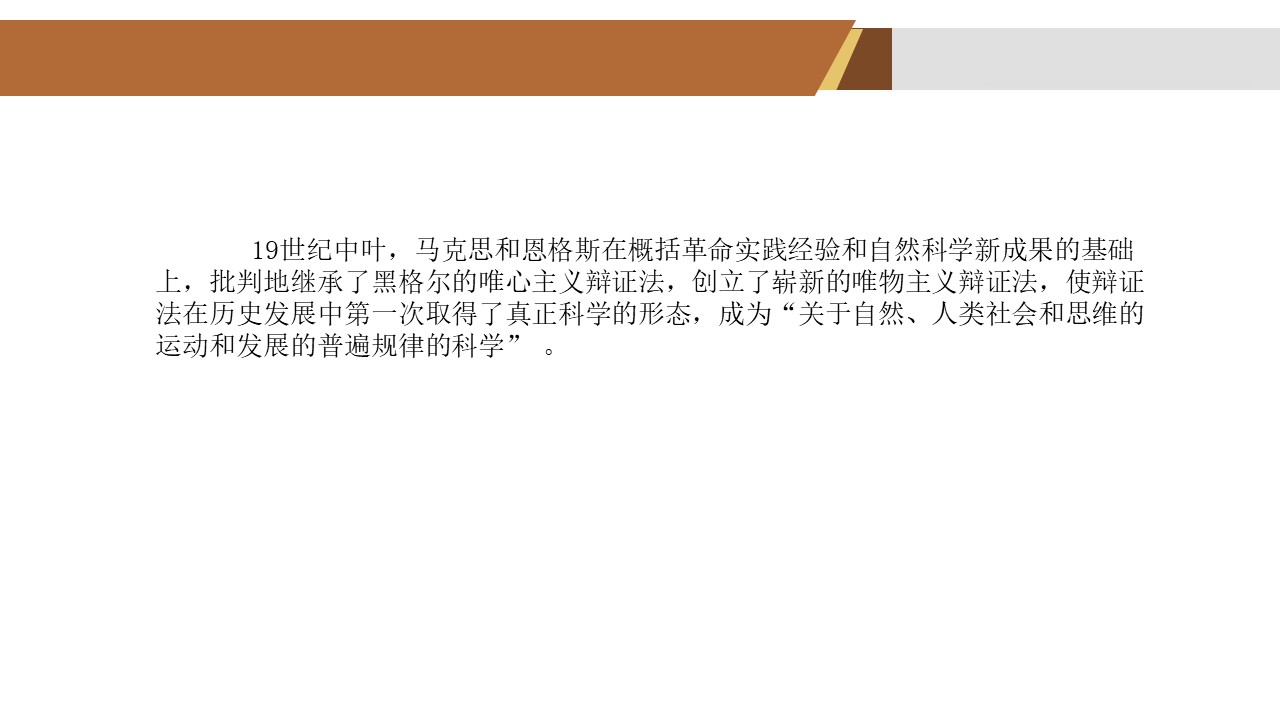 19世纪中叶，马克思和恩格斯在概括革命实践经验和自然科学新成果的基础
上，批判地继承了黑格尔的唯心主义辩证法，创立了崭新的唯物主义辩证法，使辩证
法在历史发展中第一次取得了真正科学的形态，成为“关于自然、人类社会和思维的
运动和发展的普遍规律的科学” 。